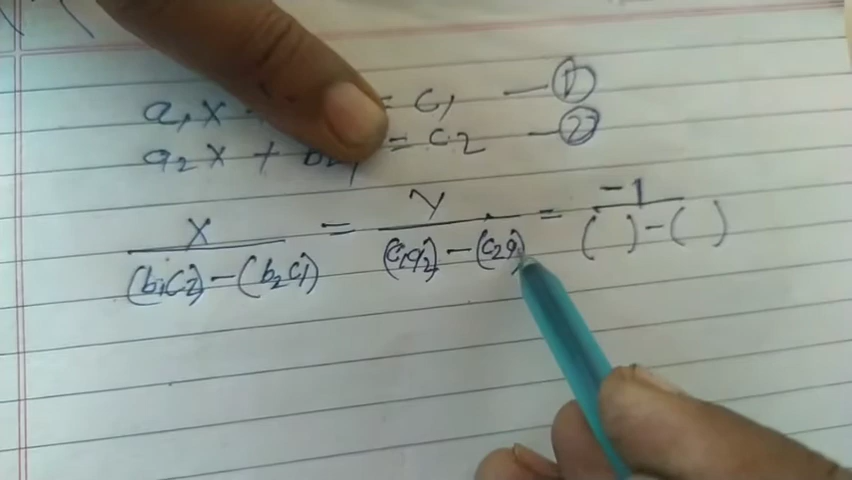 a₁x = c₁ — ①
a₂x + = c₂ — ②
x/((b₁c₂) - (b₂c₁)) = y/((c₁a₂) - (c₂a₁)) = -1/(( ) - ( ))